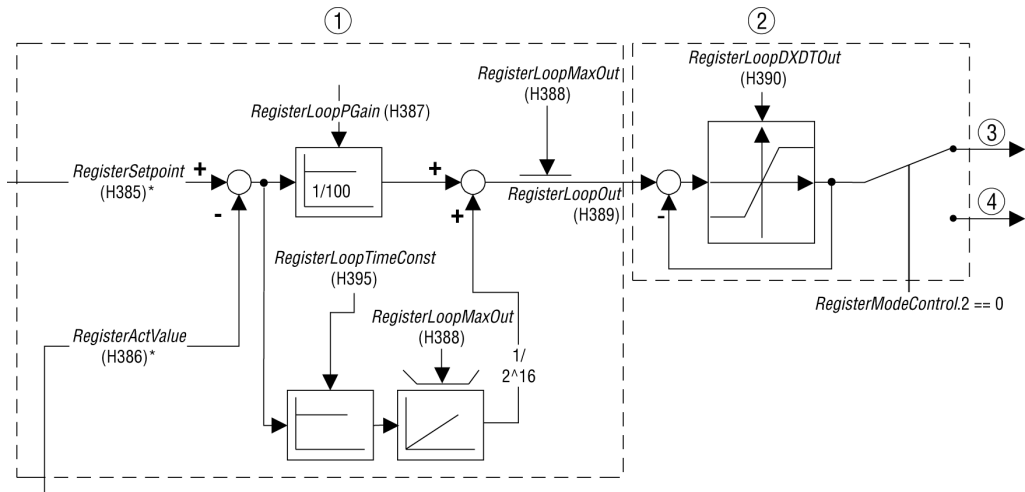 ①
②
RegisterLoopDXDTOut
(H390)
RegisterLoopMaxOut
(H388)
RegisterLoopPGain (H387)
③
RegisterSetpoint
(H385)*
+
-
1/100
+
+
RegisterLoopOut
(H389)
-
④
RegisterLoopTimeConst
(H395)
RegisterModeControl.2 == 0
RegisterLoopMaxOut
(H388)
RegisterActValue
(H386)*
1/
2^16